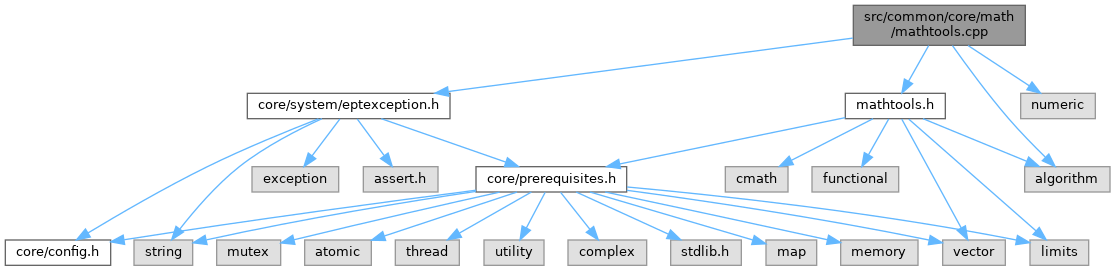 src/common/core/math
/mathtools.cpp
core/system/eptexception.h
mathtools.h
numeric
exception
assert.h
core/prerequisites.h
cmath
functional
algorithm
core/config.h
string
mutex
atomic
thread
utility
complex
stdlib.h
map
memory
vector
limits